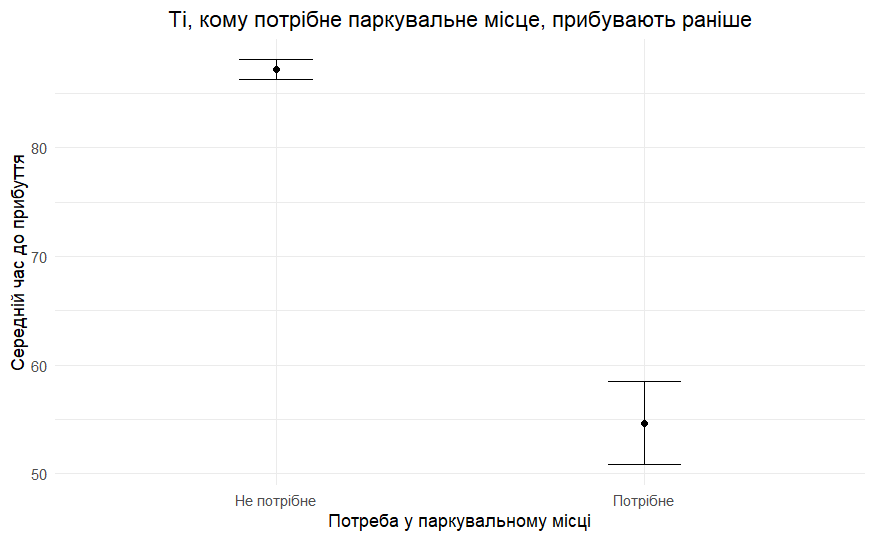 Ті, кому потрібне паркувальне місце, прибувають раніше
Середній час до прибуття
80
70
60
50
Не потрібне
Потрібне
Потреба у паркувальному місці